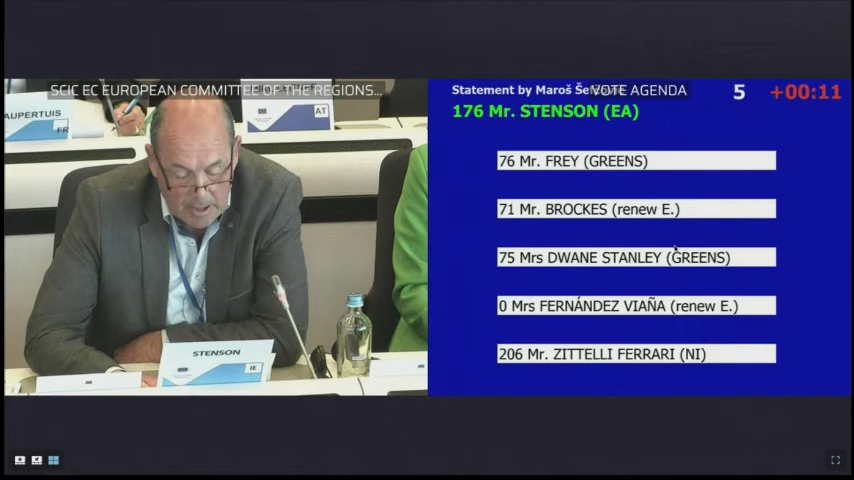 SCIC EC EUROPEAN COMMITTEE OF THE REGIONS...
AUPERTUIS
FR
AT
STENSON
IE
Statement by Maroš VOTE AGENDA
5
+00:11
176 Mr. STENSON (EA)
76 Mr. FREY (GREENS)
71 Mr. BROCKES (renew E.)
75 Mrs DWANE STANLEY (GREENS)
0 Mrs FERNÁNDEZ VIAÑA (renew E.)
206 Mr. ZITTELLI FERRARI (NI)